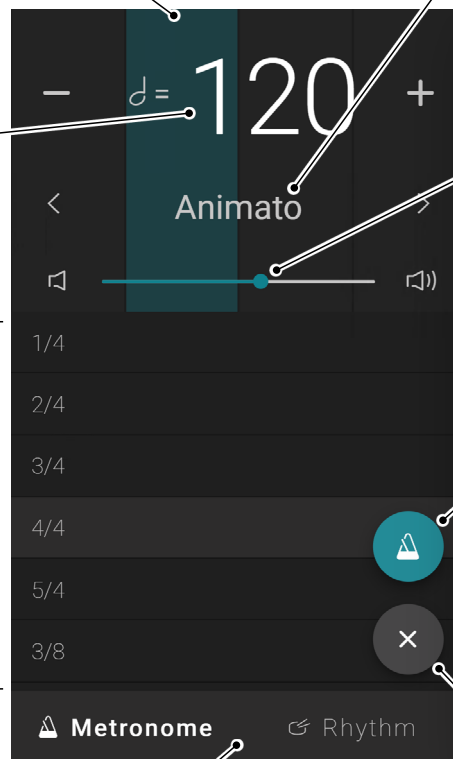 − 𝅗𝅥 = 120 +
Animato
1/4
2/4
3/4
4/4
5/4
3/8
Metronome Rhythm